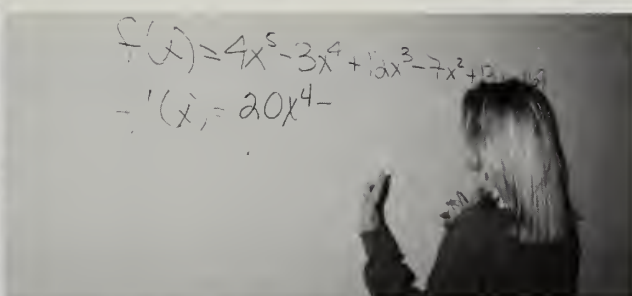 f'(x) = 4x⁵ - 3x⁴ + 12x³ - 7x² +
'(x) = 20x⁴ -